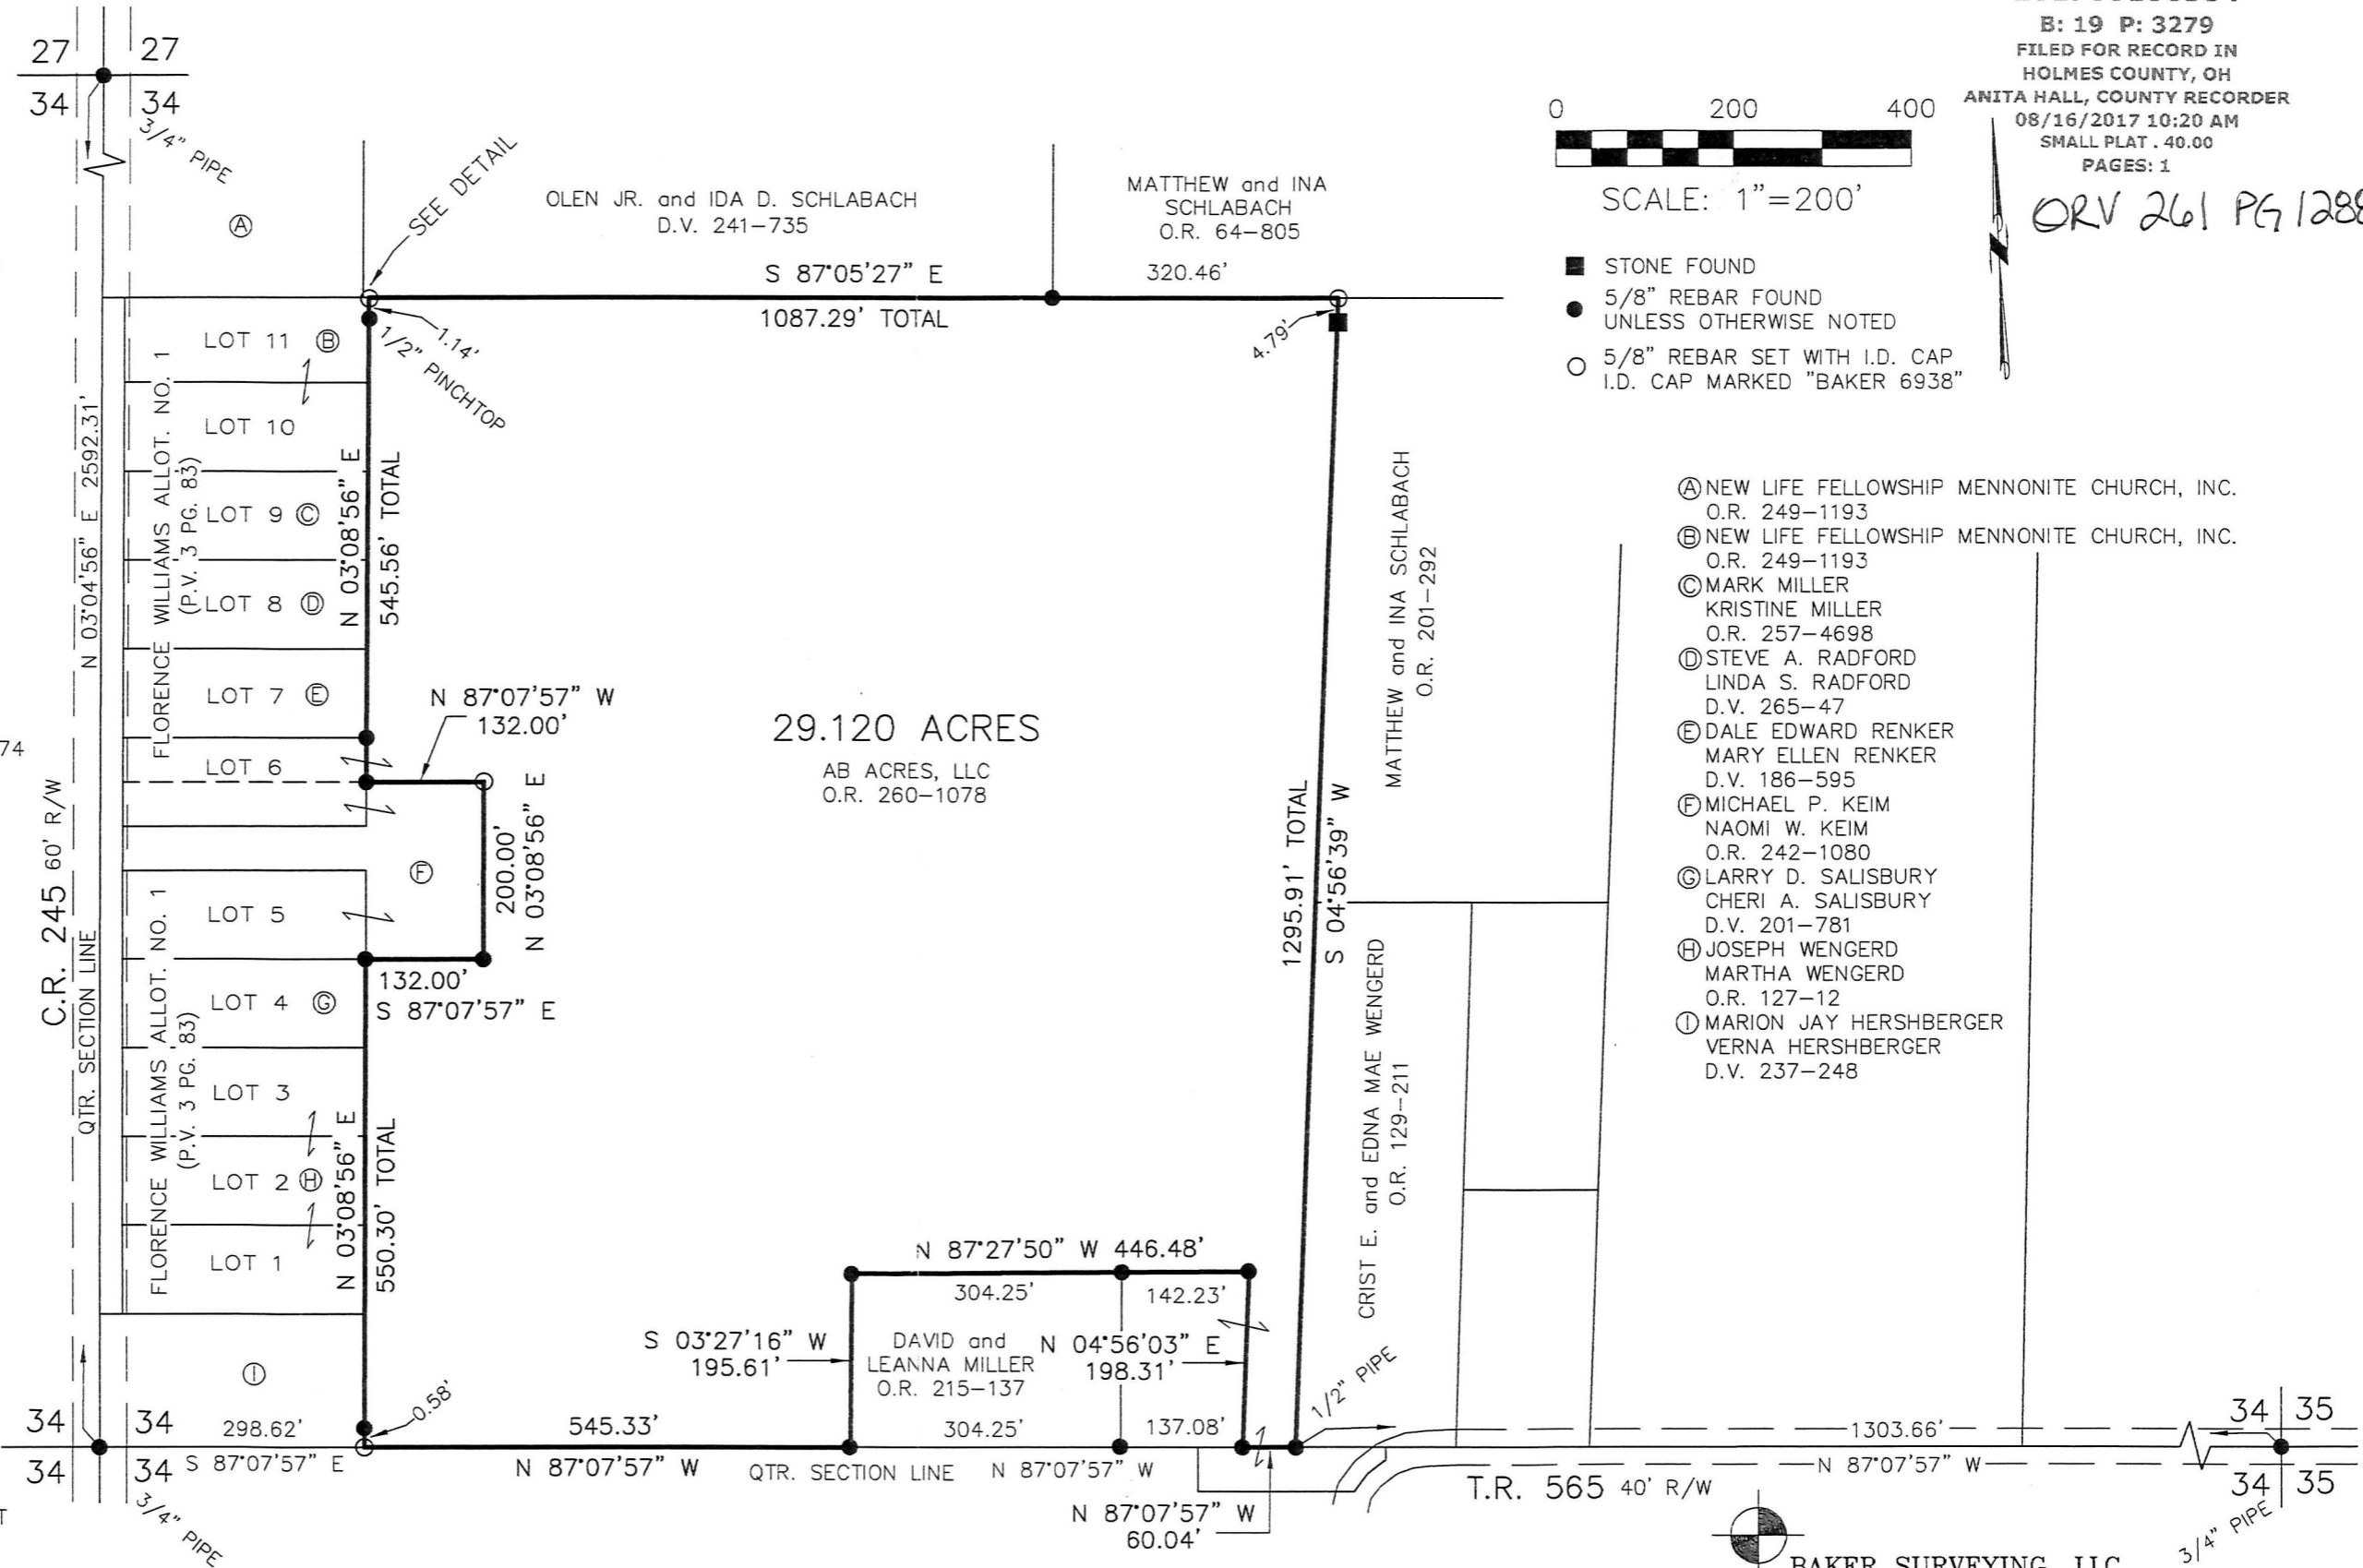 B: 19 P: 3279
FILED FOR RECORD IN
HOLMES COUNTY, OH
ANITA HALL, COUNTY RECORDER
08/16/2017 10:20 AM
SMALL PLAT . 40.00
PAGES: 1
ORV 261 PG 1288
27 27
34 34
3/4" PIPE
Ⓐ
SEE DETAIL
OLEN JR. and IDA D. SCHLABACH
D.V. 241-735
MATTHEW and INA
SCHLABACH
O.R. 64-805
S 87°05'27" E
320.46'
1087.29' TOTAL
0 200 400
SCALE: 1"=200'
STONE FOUND
5/8" REBAR FOUND
UNLESS OTHERWISE NOTED
5/8" REBAR SET WITH I.D. CAP
I.D. CAP MARKED "BAKER 6938"
1.14'
1/2" PINCHTOP
4.79'
LOT 11 Ⓑ
LOT 10
LOT 9 Ⓒ
LOT 8 Ⓓ
LOT 7 Ⓔ
LOT 6
FLORENCE WILLIAMS ALLOT. NO. 1
(P.V. 3 PG. 83)
N 03°04'56" E 2592.31'
N 03°08'56" E
545.56' TOTAL
N 87°07'57" W
132.00'
74
C.R. 245 60' R/W
QTR. SECTION LINE
Ⓕ
200.00'
N 03°08'56" E
29.120 ACRES
AB ACRES, LLC
O.R. 260-1078
1295.91' TOTAL
S 04°56'39" W
MATTHEW and INA SCHLABACH
O.R. 201-292
CRIST E. and EDNA MAE WENGERD
O.R. 129-211
Ⓐ NEW LIFE FELLOWSHIP MENNONITE CHURCH, INC.
O.R. 249-1193
Ⓑ NEW LIFE FELLOWSHIP MENNONITE CHURCH, INC.
O.R. 249-1193
Ⓒ MARK MILLER
KRISTINE MILLER
O.R. 257-4698
Ⓓ STEVE A. RADFORD
LINDA S. RADFORD
D.V. 265-47
Ⓔ DALE EDWARD RENKER
MARY ELLEN RENKER
D.V. 186-595
Ⓕ MICHAEL P. KEIM
NAOMI W. KEIM
O.R. 242-1080
Ⓖ LARRY D. SALISBURY
CHERI A. SALISBURY
D.V. 201-781
Ⓗ JOSEPH WENGERD
MARTHA WENGERD
O.R. 127-12
Ⓘ MARION JAY HERSHBERGER
VERNA HERSHBERGER
D.V. 237-248
LOT 5
132.00'
S 87°07'57" E
LOT 4 Ⓖ
LOT 3
LOT 2 Ⓗ
LOT 1
FLORENCE WILLIAMS ALLOT. NO. 1
(P.V. 3 PG. 83)
N 03°08'56" E
550.30' TOTAL
Ⓘ
N 87°27'50" W 446.48'
304.25'
142.23'
S 03°27'16" W
195.61'
DAVID and
LEANNA MILLER
O.R. 215-137
N 04°56'03" E
198.31'
1/2" PIPE
0.58'
34 34
298.62'
545.33'
304.25'
137.08'
1303.66'
34 35
34 34
S 87°07'57" E
N 87°07'57" W
QTR. SECTION LINE
N 87°07'57" W
N 87°07'57" W
34 35
T.R. 565 40' R/W
N 87°07'57" W
60.04'
3/4" PIPE
3/4" PIPE
T
BAKER SURVEYING, LLC